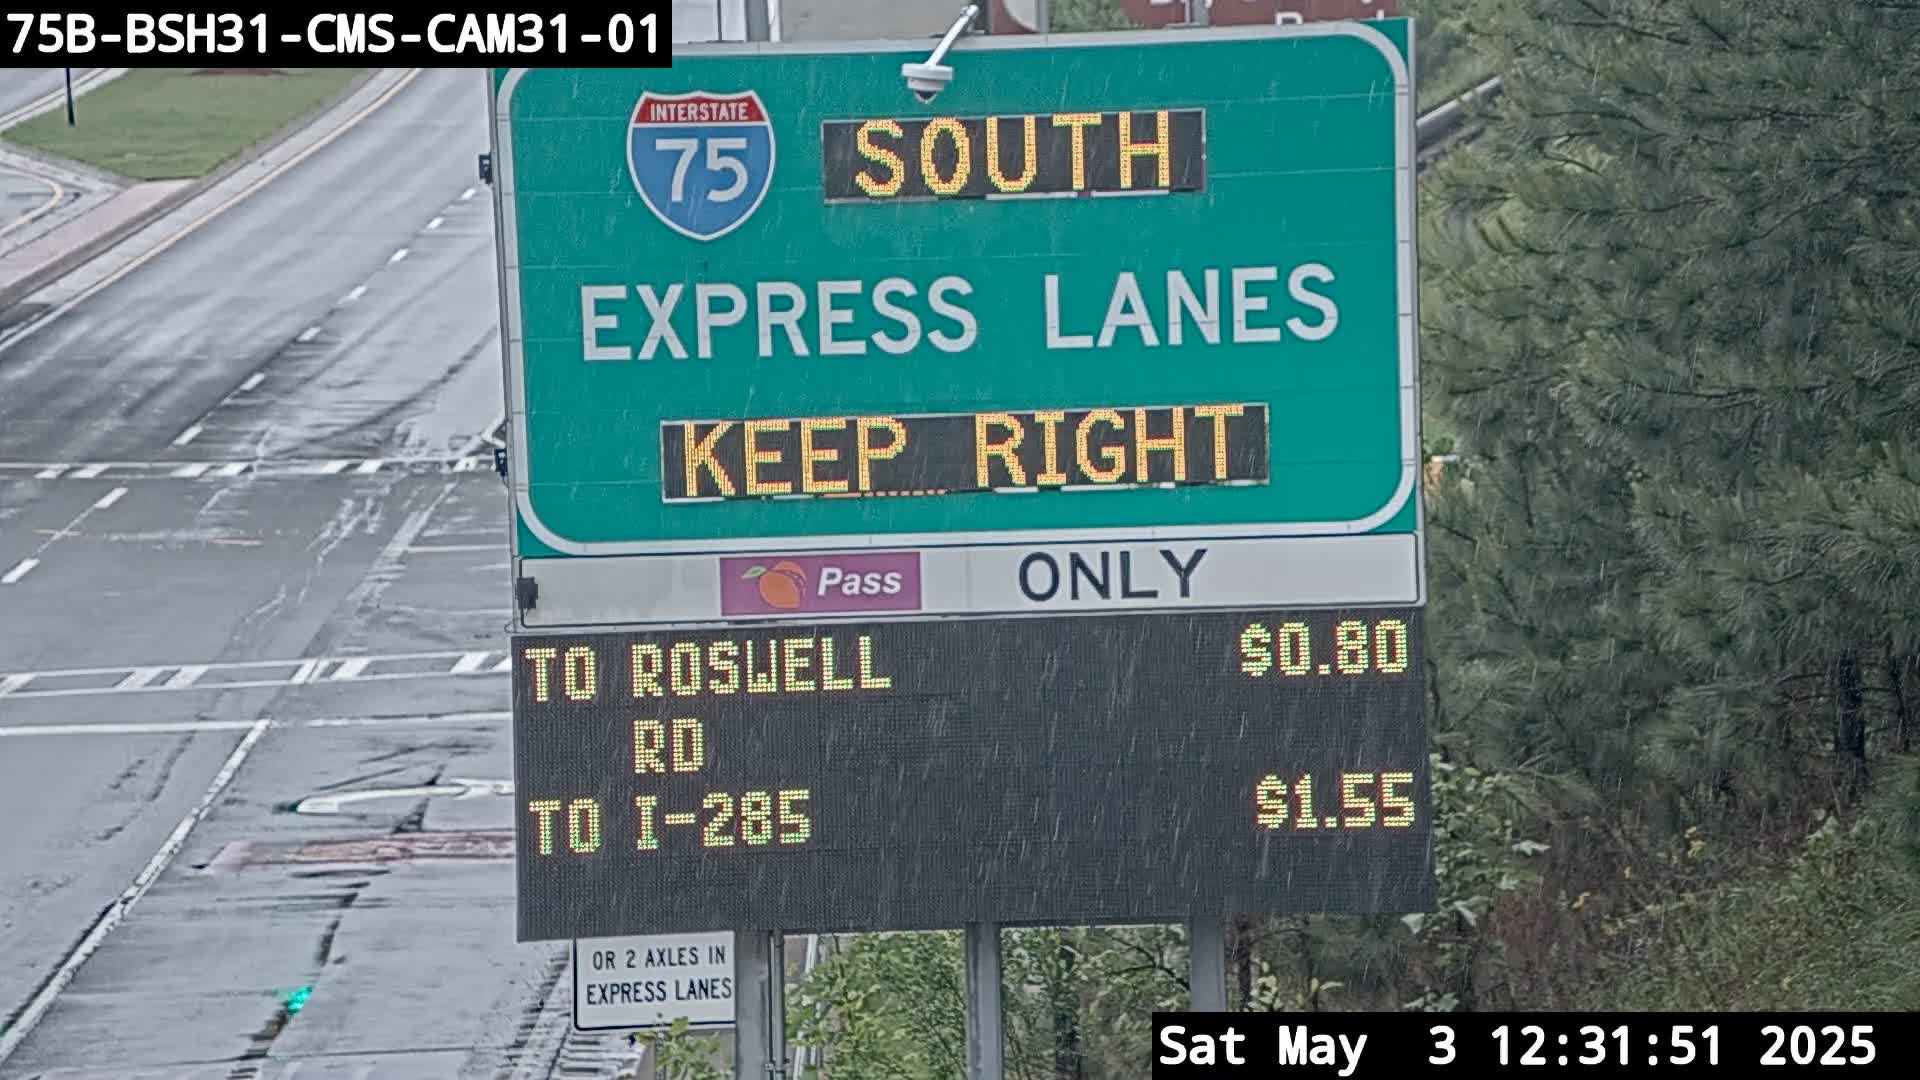 75B-BSH31-CMS-CAM31-01
INTERSTATE
75
SOUTH
EXPRESS LANES
KEEP RIGHT
Pass
ONLY
TO ROSWELL $0.80
RD
TO I-285 $1.55
OR 2 AXLES IN
EXPRESS LANES
Sat May 3 12:31:51 2025